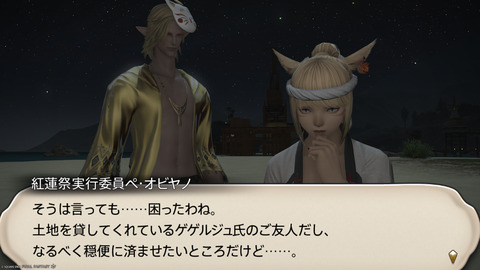 紅蓮祭実行委員ペ・オビヤノ
そうは言っても……困ったわね。
土地を貸してくれているゲゲルジュ氏のご友人だし、
なるべく穏便に済ませたいところだけど……。